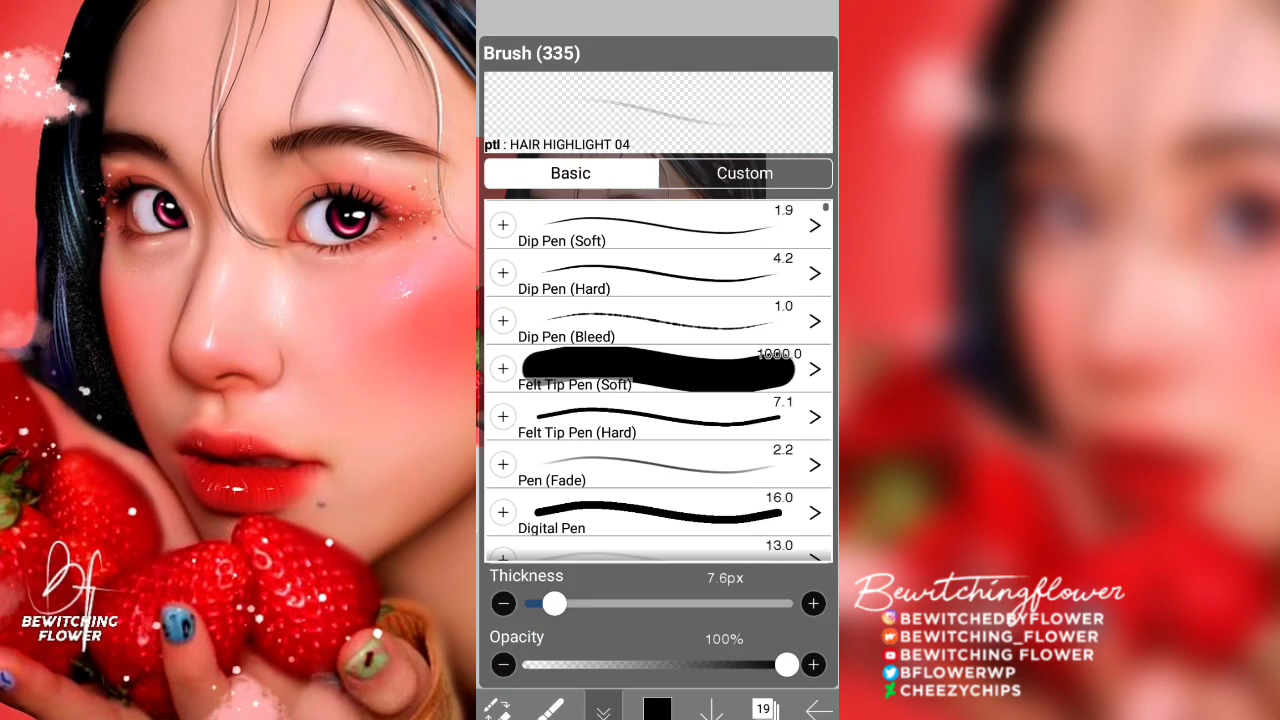 BEWITCHING
FLOWER
Brush (335)
ptl : HAIR HIGHLIGHT 04
Basic
Custom
1.9
Dip Pen (Soft)
4.2
Dip Pen (Hard)
1.0
Dip Pen (Bleed)
1000.0
Felt Tip Pen (Soft)
7.1
Felt Tip Pen (Hard)
2.2
Pen (Fade)
16.0
Digital Pen
13.0
Thickness 7.6px
Opacity 100%
19
Bewitchingflower
BEWITCHEDBYFLOWER
BEWITCHING_FLOWER
BEWITCHING FLOWER
BFLOWERWP
CHEEZYCHIPS